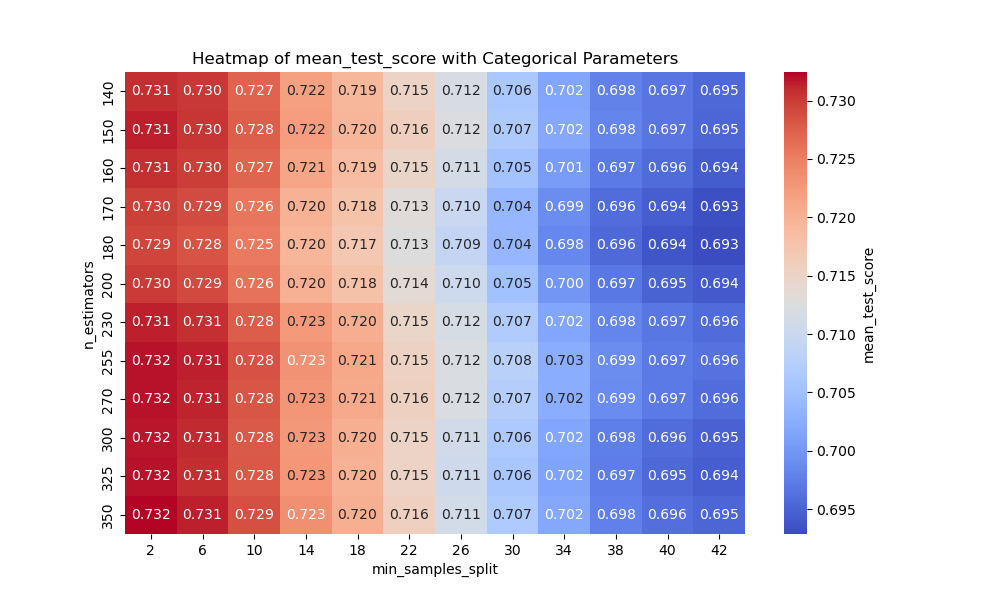 Heatmap of mean_test_score with Categorical Parameters
n_estimators
140 0.731 0.730 0.727 0.722 0.719 0.715 0.712 0.706 0.702 0.698 0.697 0.695
150 0.731 0.730 0.728 0.722 0.720 0.716 0.712 0.707 0.702 0.698 0.697 0.695
160 0.731 0.730 0.727 0.721 0.719 0.715 0.711 0.705 0.701 0.697 0.696 0.694
170 0.730 0.729 0.726 0.720 0.718 0.713 0.710 0.704 0.699 0.696 0.694 0.693
180 0.729 0.728 0.725 0.720 0.717 0.713 0.709 0.704 0.698 0.696 0.694 0.693
200 0.730 0.729 0.726 0.720 0.718 0.714 0.710 0.705 0.700 0.697 0.695 0.694
230 0.731 0.731 0.728 0.723 0.720 0.715 0.712 0.707 0.702 0.698 0.697 0.696
255 0.732 0.731 0.728 0.723 0.721 0.715 0.712 0.708 0.703 0.699 0.697 0.696
270 0.732 0.731 0.728 0.723 0.721 0.716 0.712 0.707 0.702 0.699 0.697 0.696
300 0.732 0.731 0.728 0.723 0.720 0.715 0.711 0.706 0.702 0.698 0.696 0.695
325 0.732 0.731 0.728 0.723 0.720 0.715 0.711 0.706 0.702 0.697 0.695 0.694
350 0.732 0.731 0.729 0.723 0.720 0.716 0.711 0.707 0.702 0.698 0.696 0.695
2 6 10 14 18 22 26 30 34 38 40 42
min_samples_split
0.730
0.725
0.720
0.715
0.710
0.705
0.700
0.695
mean_test_score